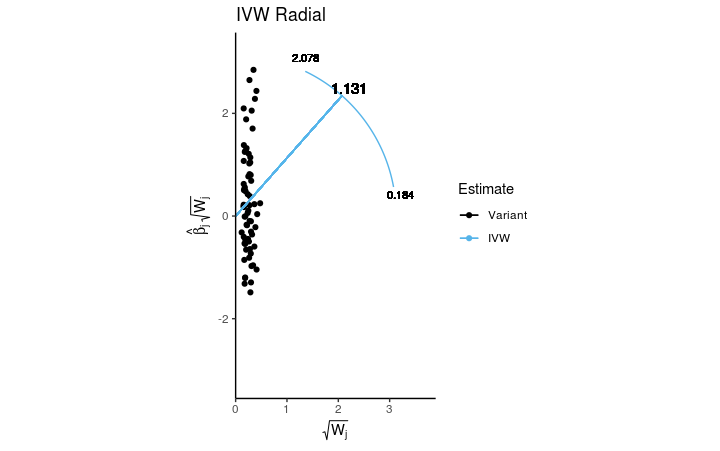 IVW Radial
2.078
1.131
0.184
2
0
-2
0 1 2 3
β̂j√Wj
√Wj
Estimate
Variant
IVW